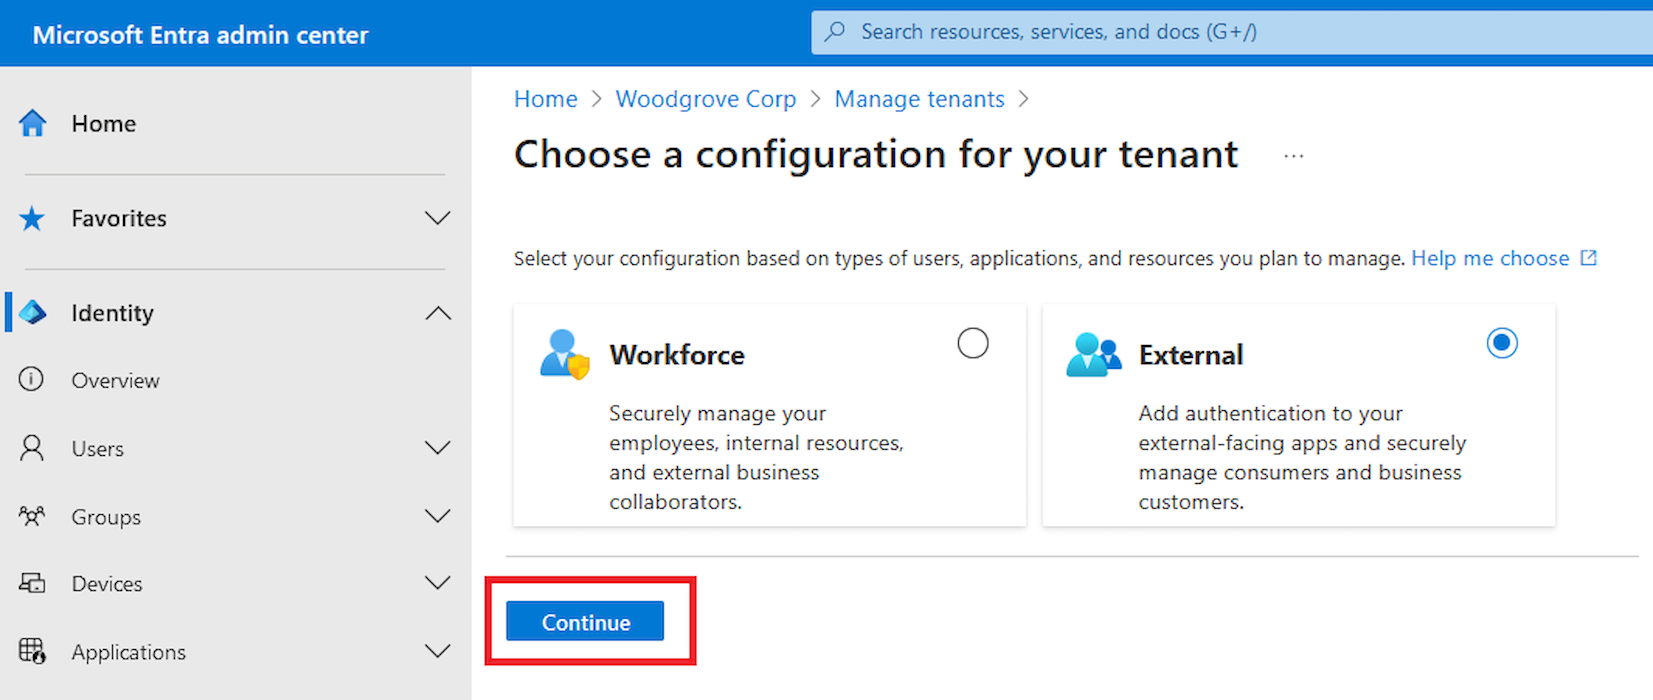 Microsoft Entra admin center
Search resources, services, and docs (G+/)
Home
Favorites
Identity
Overview
Users
Groups
Devices
Applications
Home > Woodgrove Corp > Manage tenants >
Choose a configuration for your tenant ...
Select your configuration based on types of users, applications, and resources you plan to manage. Help me choose
Workforce
Securely manage your
employees, internal resources,
and external business
collaborators.
External
Add authentication to your
external-facing apps and securely
manage consumers and business
customers.
Continue